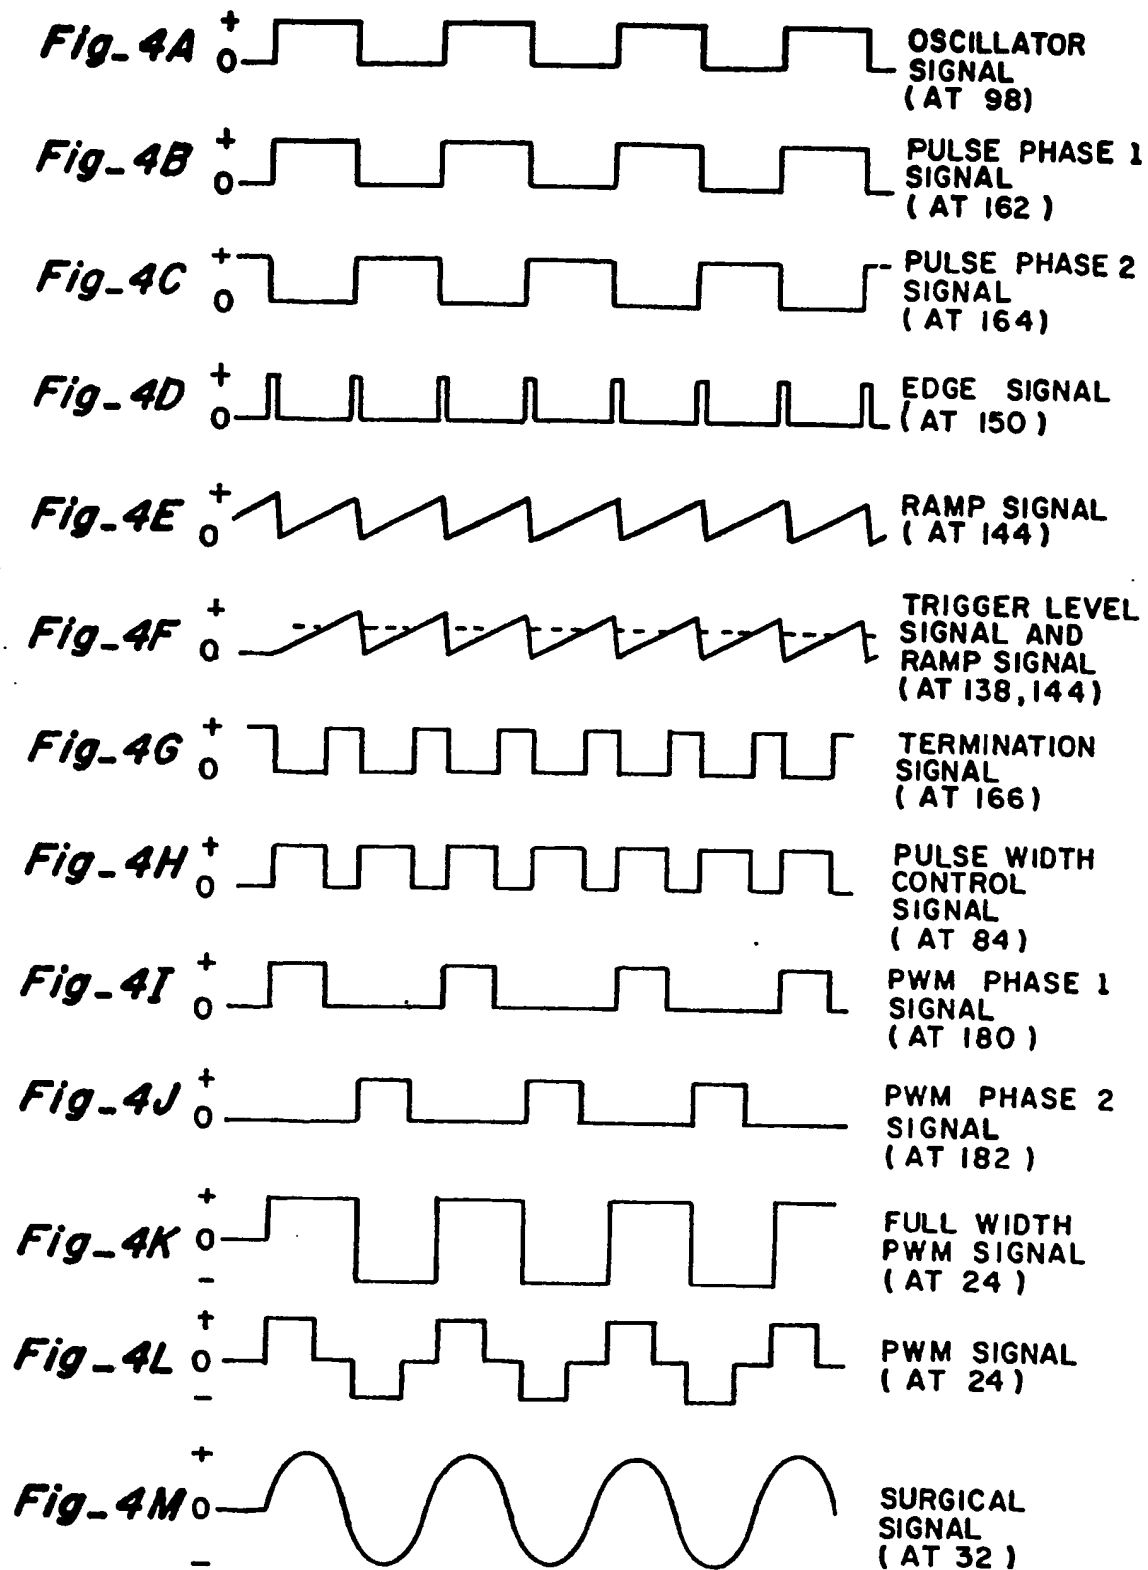 Fig_4A + 0 OSCILLATOR
SIGNAL
(AT 98)
Fig_4B + 0 PULSE PHASE 1
SIGNAL
(AT 162)
Fig_4C + 0 PULSE PHASE 2
SIGNAL
(AT 164)
Fig_4D + 0 EDGE SIGNAL
(AT 150)
Fig_4E + 0 RAMP SIGNAL
(AT 144)
Fig_4F + 0 TRIGGER LEVEL
SIGNAL AND
RAMP SIGNAL
(AT 138,144)
Fig_4G + 0 TERMINATION
SIGNAL
(AT 166)
Fig_4H + 0 PULSE WIDTH
CONTROL
SIGNAL
(AT 84)
Fig_4I + 0 PWM PHASE 1
SIGNAL
(AT 180)
Fig_4J + 0 PWM PHASE 2
SIGNAL
(AT 182)
Fig_4K + 0 - FULL WIDTH
PWM SIGNAL
(AT 24)
Fig_4L + 0 - PWM SIGNAL
(AT 24)
Fig_4M + 0 - SURGICAL
SIGNAL
(AT 32)